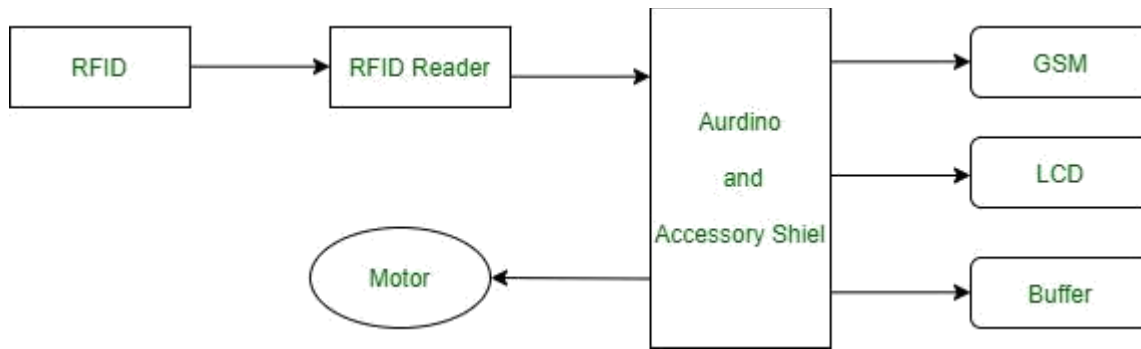 RFID
RFID Reader
Aurdino
and
Accessory Shiel
GSM
LCD
Motor
Buffer